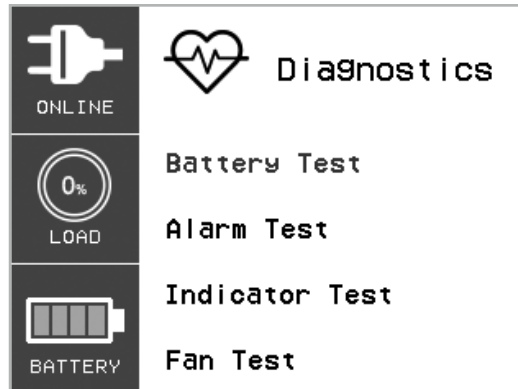 ONLINE
Diagnostics
0%
LOAD
Battery Test
Alarm Test
Indicator Test
BATTERY
Fan Test